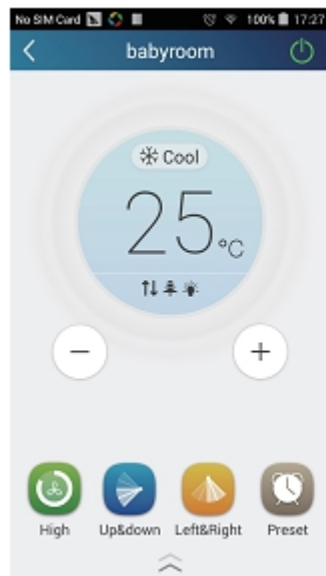 No SIM Card 100% 17:27
babyroom
Cool
25°C
High Up&down Left&Right Preset